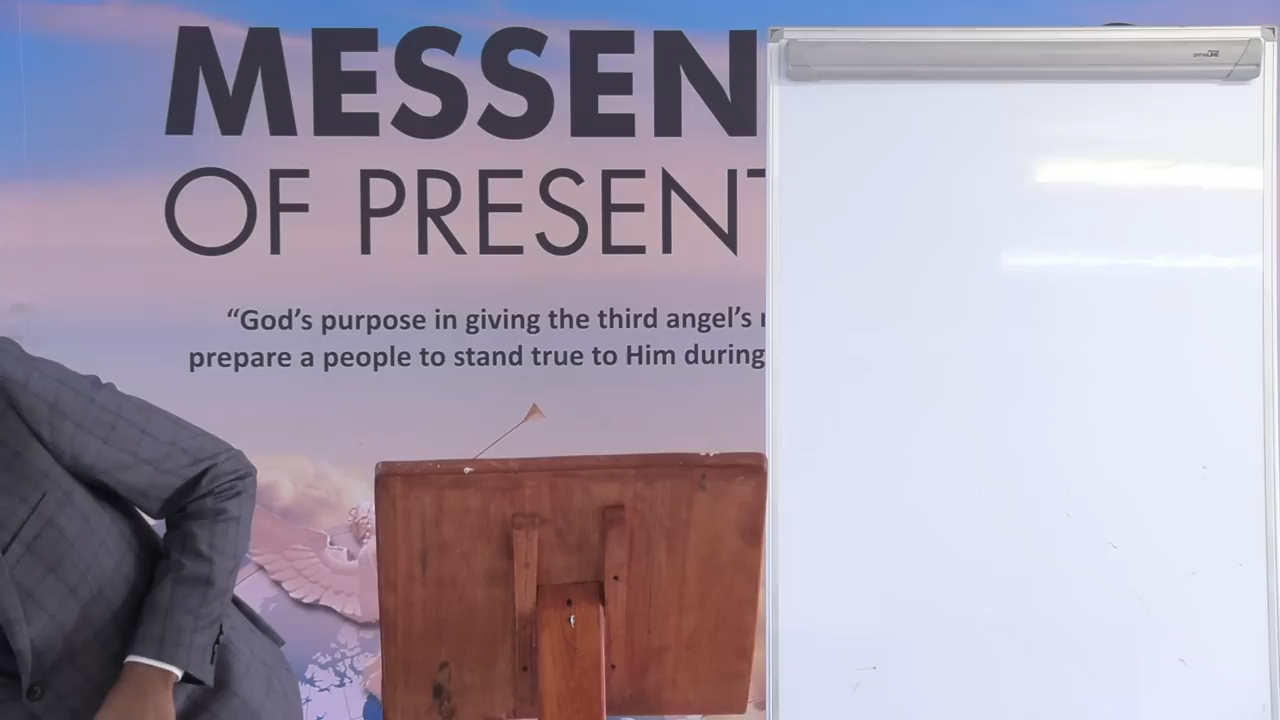 MESSEN
OF PRESENT
“God’s purpose in giving the third angel’s
prepare a people to stand true to Him during